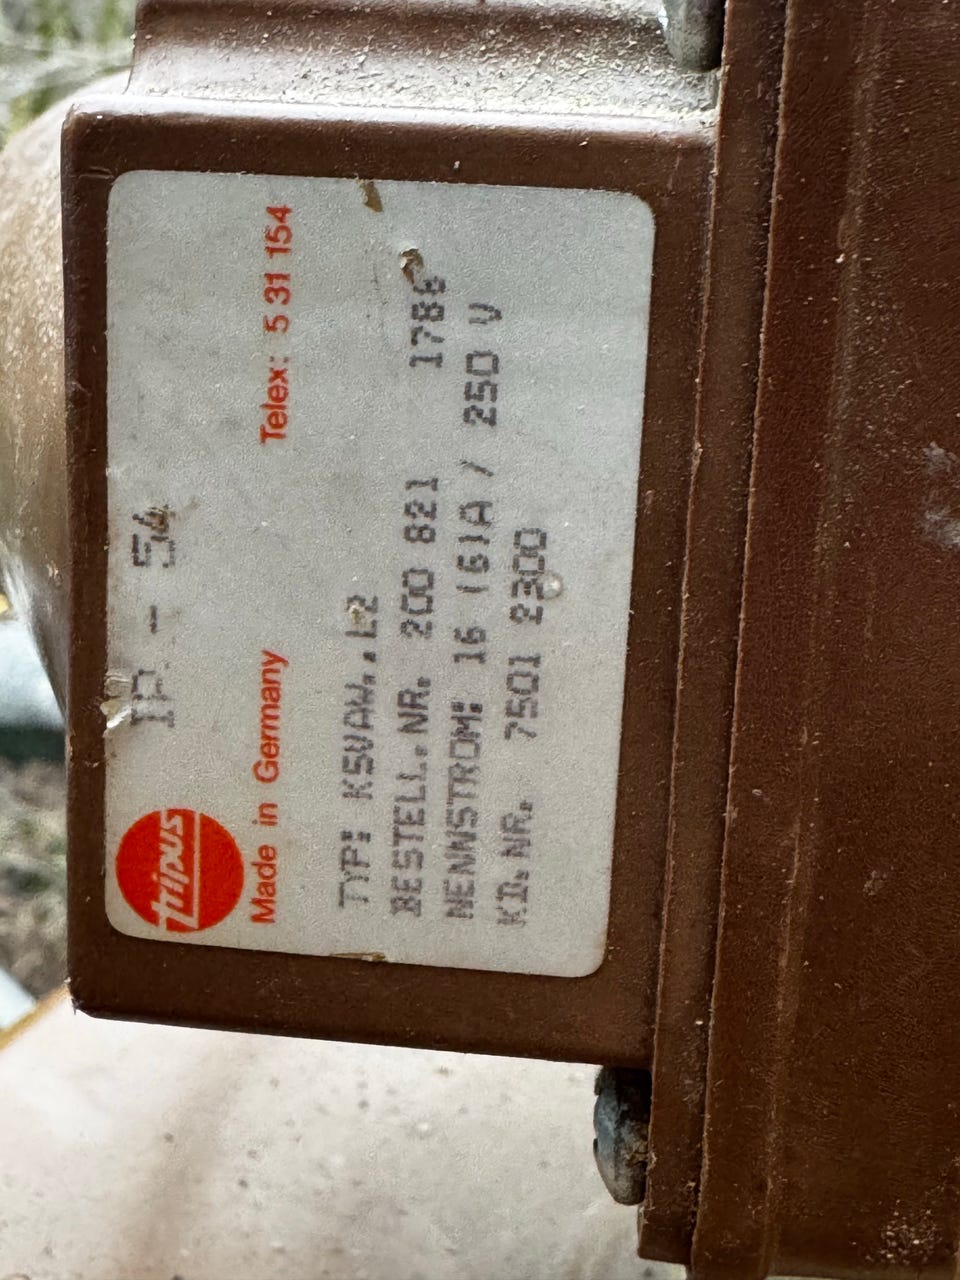 IP - 54
Made in Germany Telex: 5 31 154
TYP: KSVAW..L2
BESTELL.NR. 200 821 1786
NENNSTROM: 16 (6)A / 250 V
KD.NR. 7501 2300